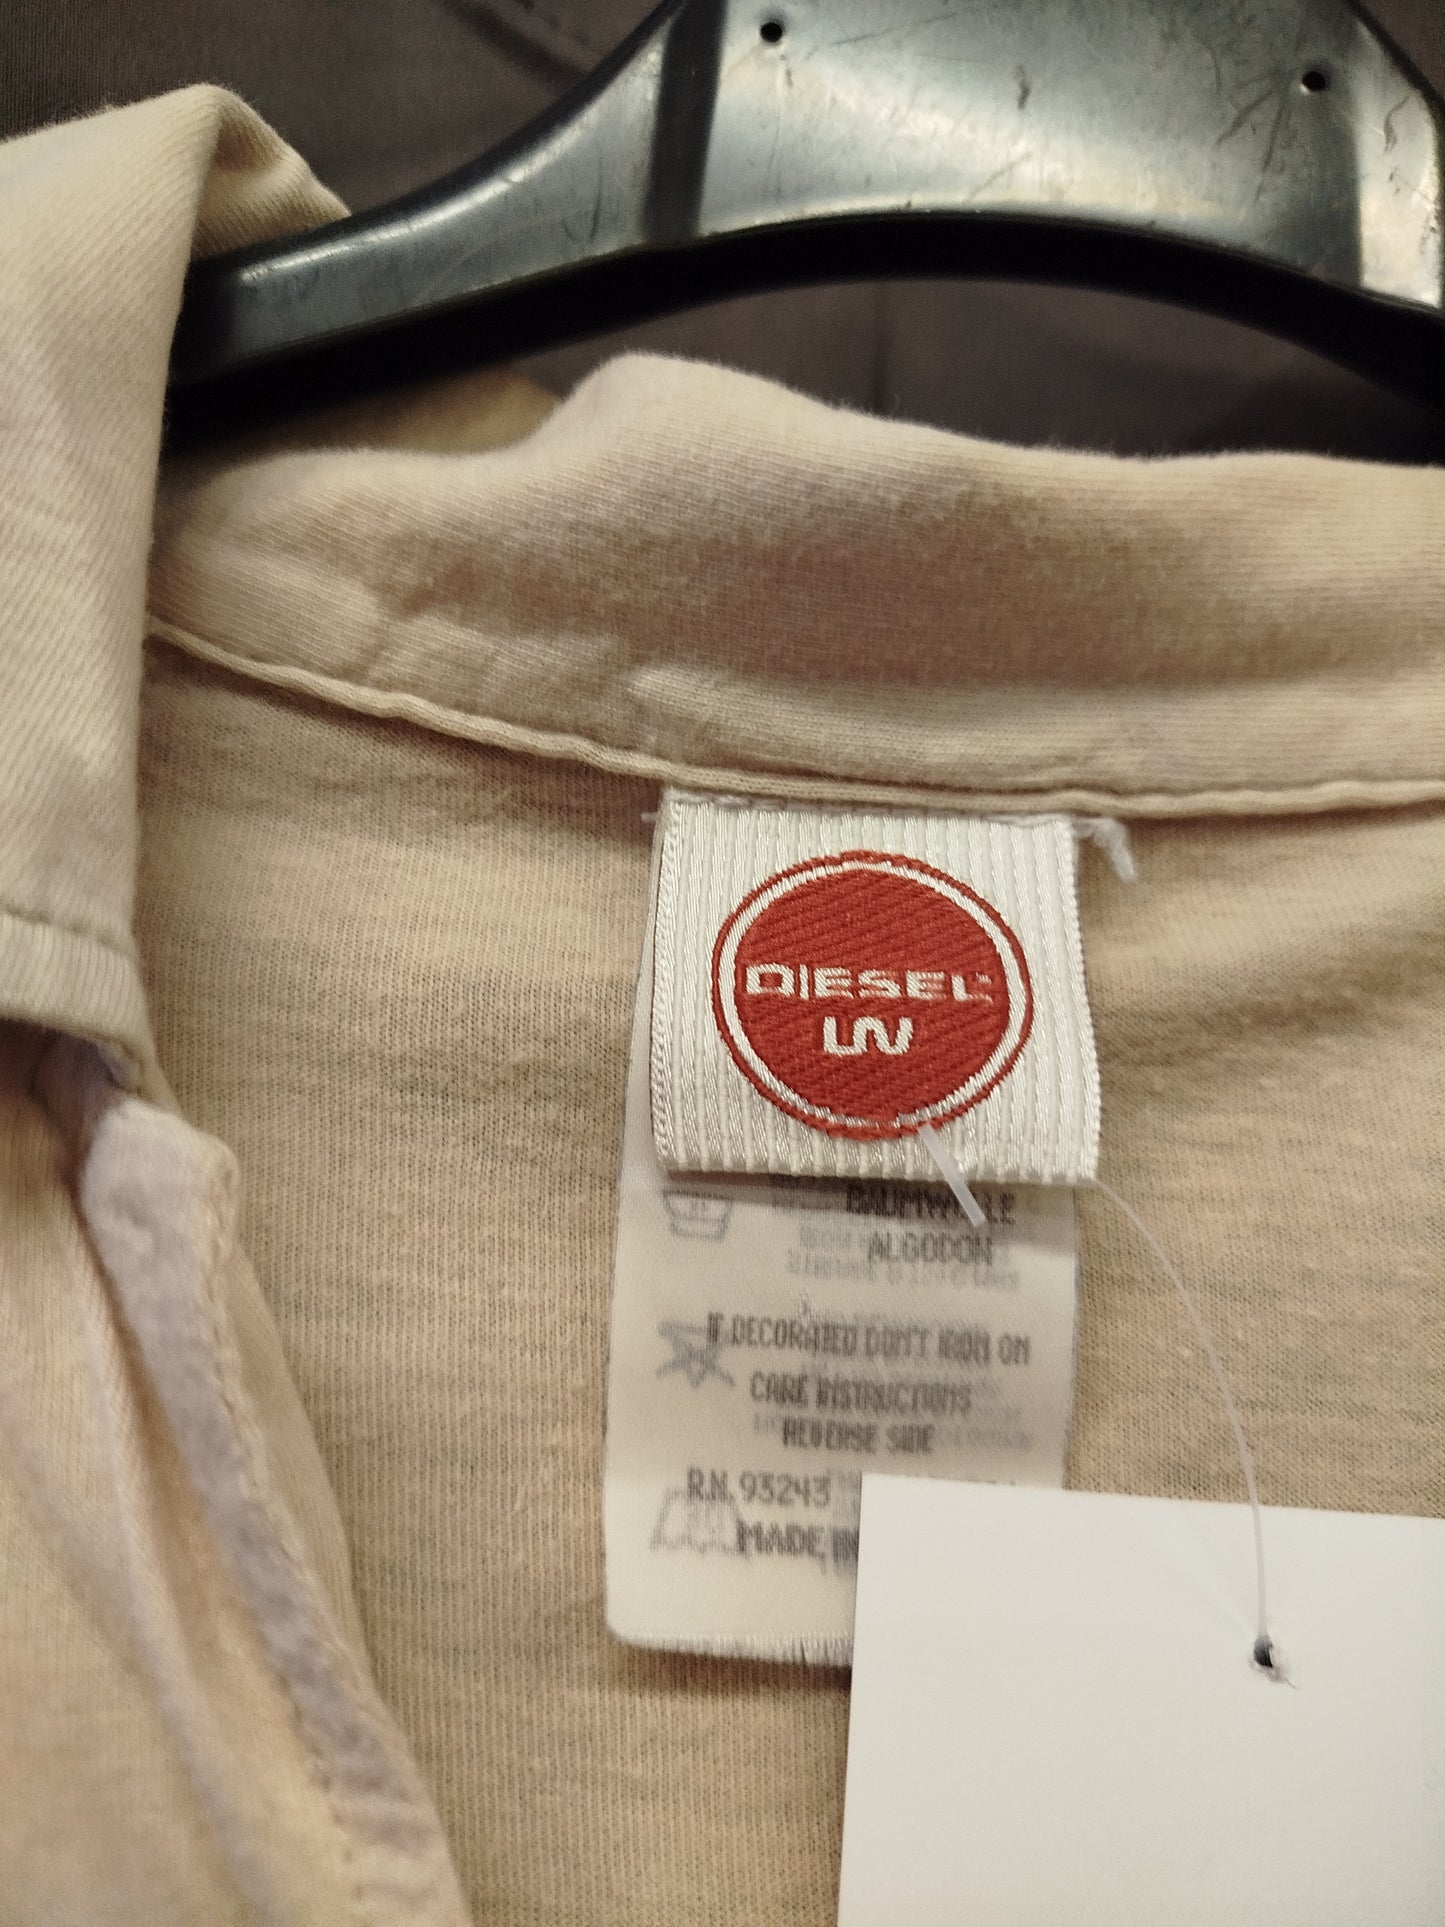 DIESEL
BAUMWOLLE
ALGODON
IF DECORATED DON'T IRON ON
CARE INSTRUCTIONS
REVERSE SIDE
R.N. 93243
MADE IN